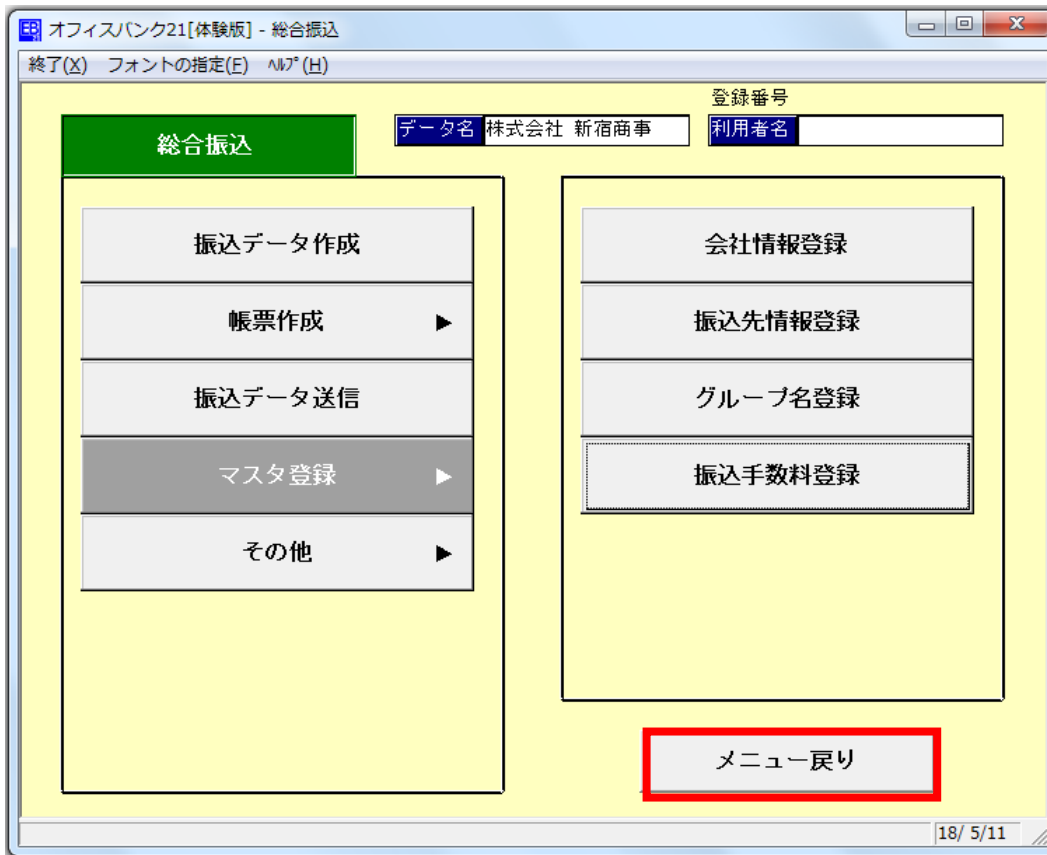 EB オフィスバンク21[体験版] - 総合振込
終了(X) フォントの指定(F) ﾍﾙﾌﾟ(H)
登録番号
総合振込
データ名 株式会社 新宿商事 利用者名
振込データ作成
帳票作成 ▶
振込データ送信
マスタ登録 ▶
その他 ▶
会社情報登録
振込先情報登録
グループ名登録
振込手数料登録
メニュー戻り
18/ 5/11